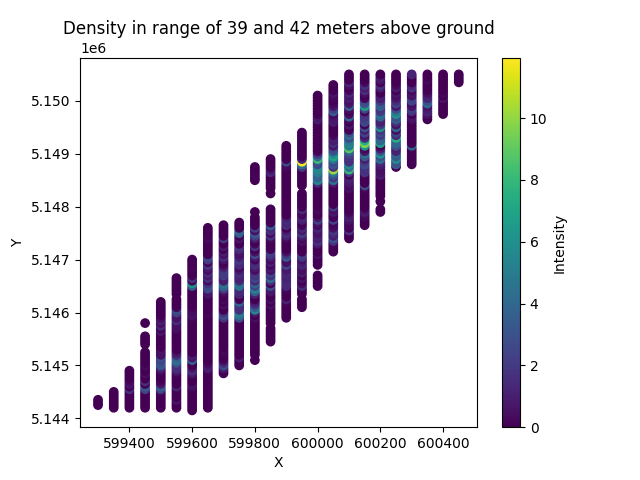 Density in range of 39 and 42 meters above ground
1e6
5.150
5.149
5.148
5.147
5.146
5.145
5.144
Y
599400 599600 599800 600000 600200 600400
X
10
8
6
4
2
0
Intensity